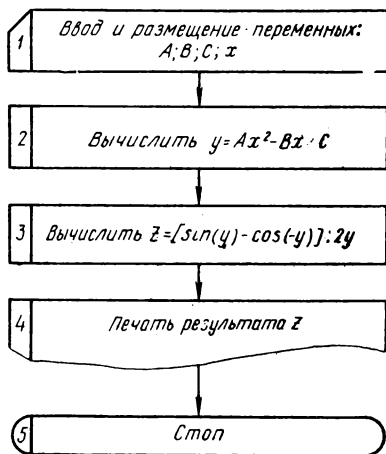 1
Ввод и размещение переменных:
А; В; С; x
2
Вычислить y=Ax²-Bx·C
3
Вычислить Z=[sin(y)-cos(-y)]:2y
4
Печать результата Z
5
Стоп